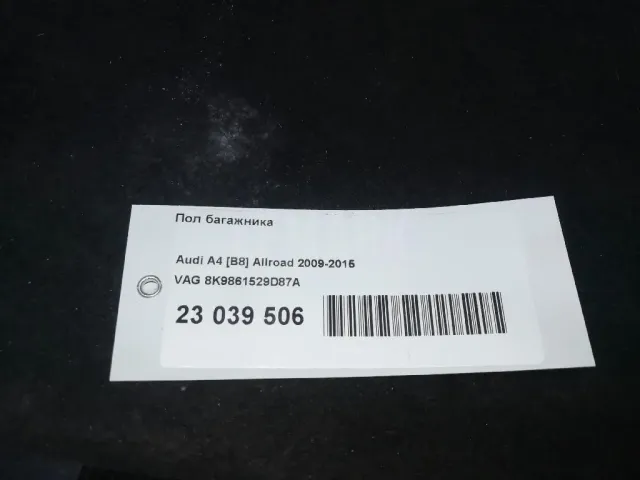 Пол багажника
Audi A4 [B8] Allroad 2009-2015
VAG 8K9861529D87A
23 039 506